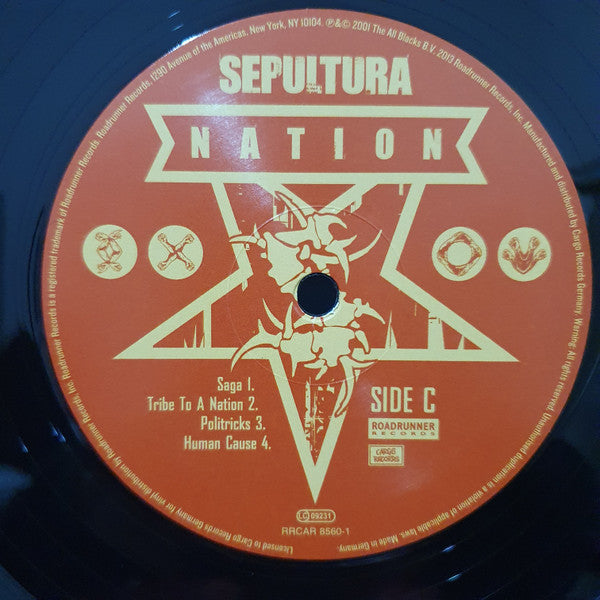 Roadrunner Records is a registered trademark of Roadrunner Records, Inc. Roadrunner Records, 1290 Avenue of the Americas, New York, NY 10104. ℗&© 2001 The All Blacks B.V. 2013 Roadrunner Records, Inc. Manufactured and distributed by Cargo Records Germany. Warning: All rights reserved. Unauthorised duplication is a violation of applicable laws. Made in Germany.
Licensed to Cargo Records Germany for vinyl distributed by Roadrunner Records.
SEPULTURA
NATION
Saga 1.
Tribe To A Nation 2.
Politricks 3.
Human Cause 4.
SIDE C
ROADRUNNER
RECORDS
CARGO
RECORDS
LC 09231
RRCAR 8560-1